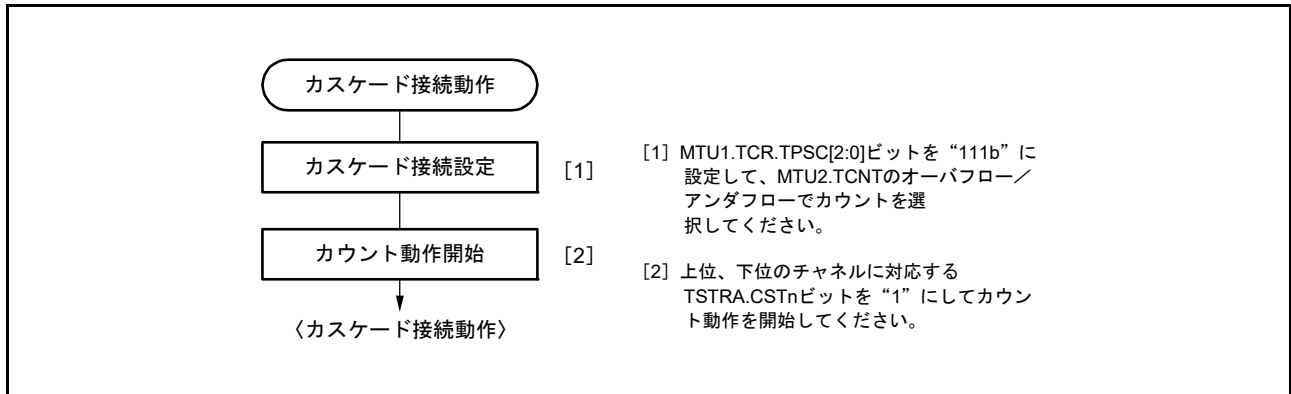 カスケード接続動作
カスケード接続設定
[1]
カウント動作開始
[2]
〈カスケード接続動作〉
[1] MTU1.TCR.TPSC[2:0]ビットを“111b”に
設定して、MTU2.TCNTのオーバフロー／
アンダフローでカウントを選
択してください。
[2] 上位、下位のチャネルに対応する
TSTRA.CSTnビットを“1”にしてカウン
ト動作を開始してください。